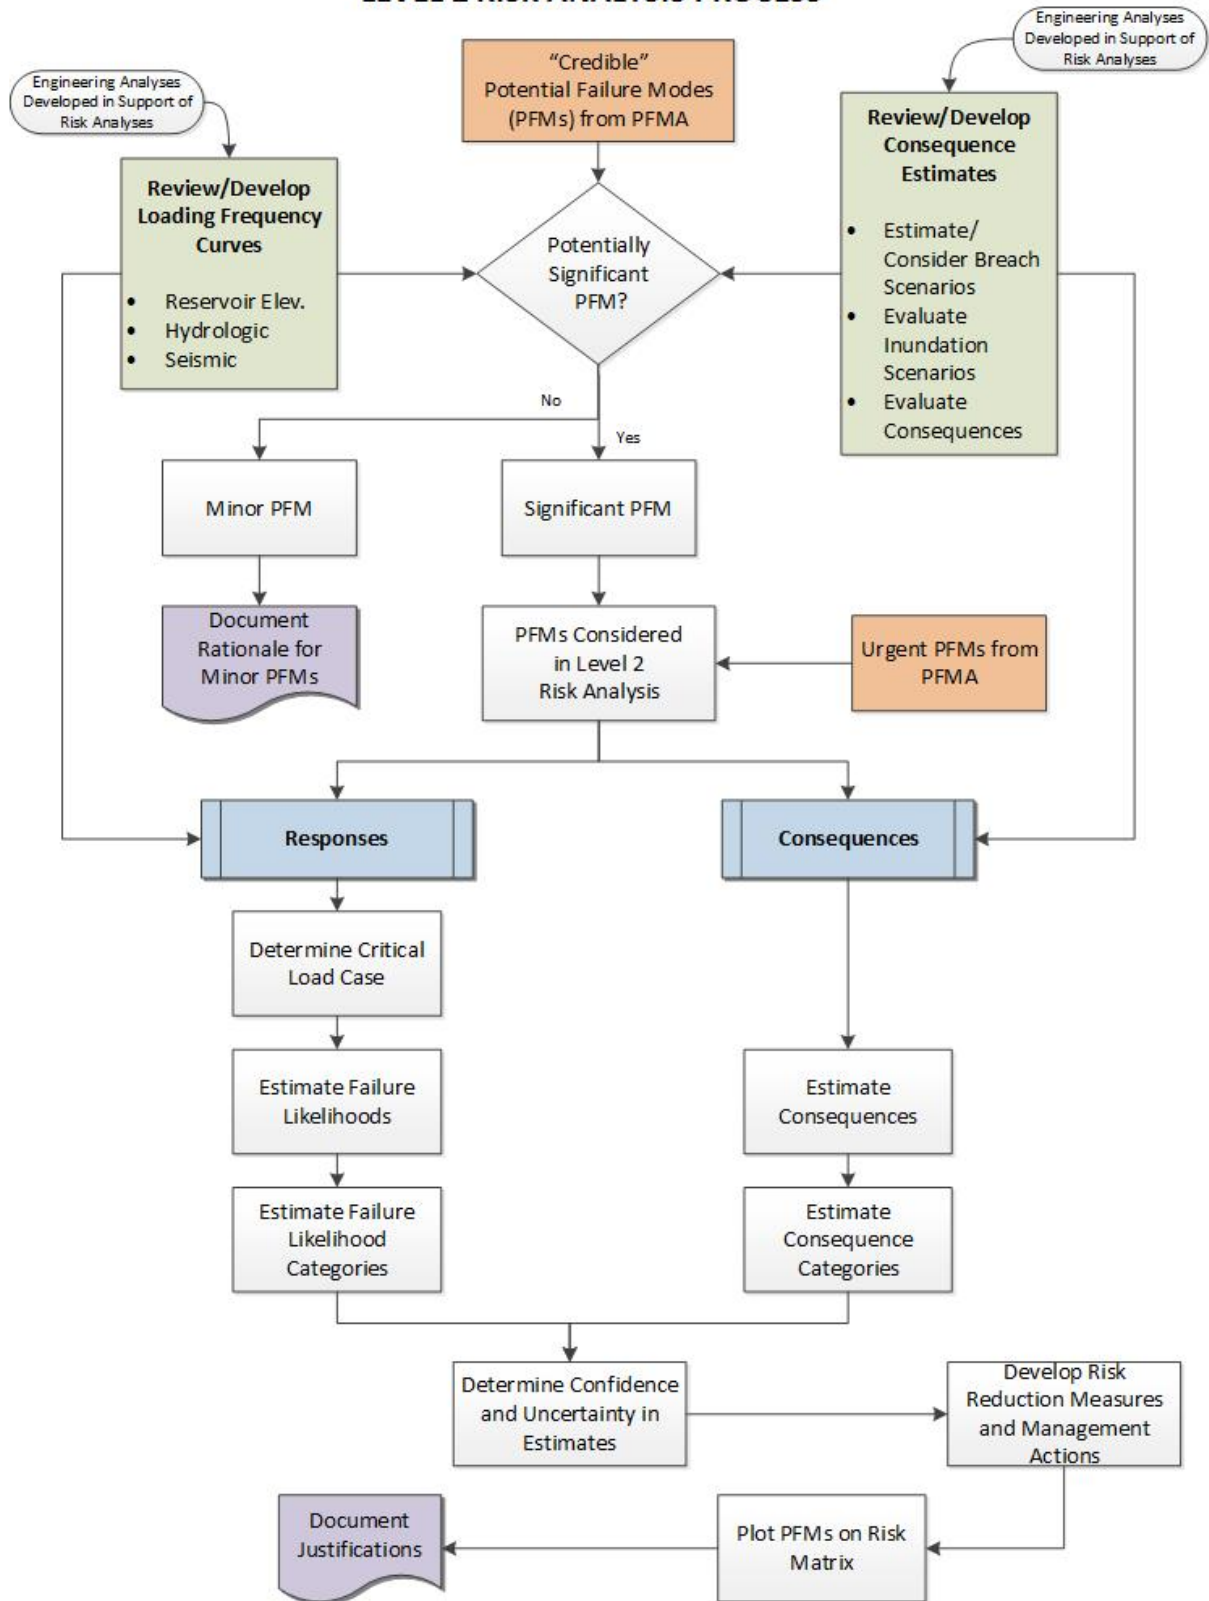 Engineering Analyses
Developed in Support of
Risk Analyses
"Credible"
Potential Failure Modes
(PFMs) from PFMA
Engineering Analyses
Developed in Support of
Risk Analyses
Review/Develop
Loading Frequency
Curves
• Reservoir Elev.
• Hydrologic
• Seismic
Potentially
Significant
PFM?
Review/Develop
Consequence
Estimates
• Estimate/
Consider Breach
Scenarios
• Evaluate
Inundation
Scenarios
• Evaluate
Consequences
No
Yes
Minor PFM
Significant PFM
Document
Rationale for
Minor PFMs
PFMs Considered
in Level 2
Risk Analysis
Urgent PFMs from
PFMA
Responses
Consequences
Determine Critical
Load Case
Estimate Failure
Likelihoods
Estimate
Consequences
Estimate Failure
Likelihood
Categories
Estimate
Consequence
Categories
Determine Confidence
and Uncertainty in
Estimates
Develop Risk
Reduction Measures
and Management
Actions
Plot PFMs on Risk
Matrix
Document
Justifications